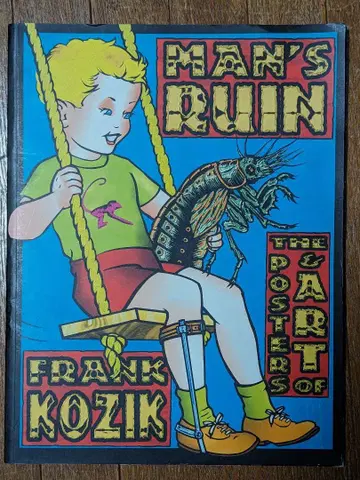 MAN'S
RUIN
THE
POSTERS
& ART
OF
FRANK
KOZIK